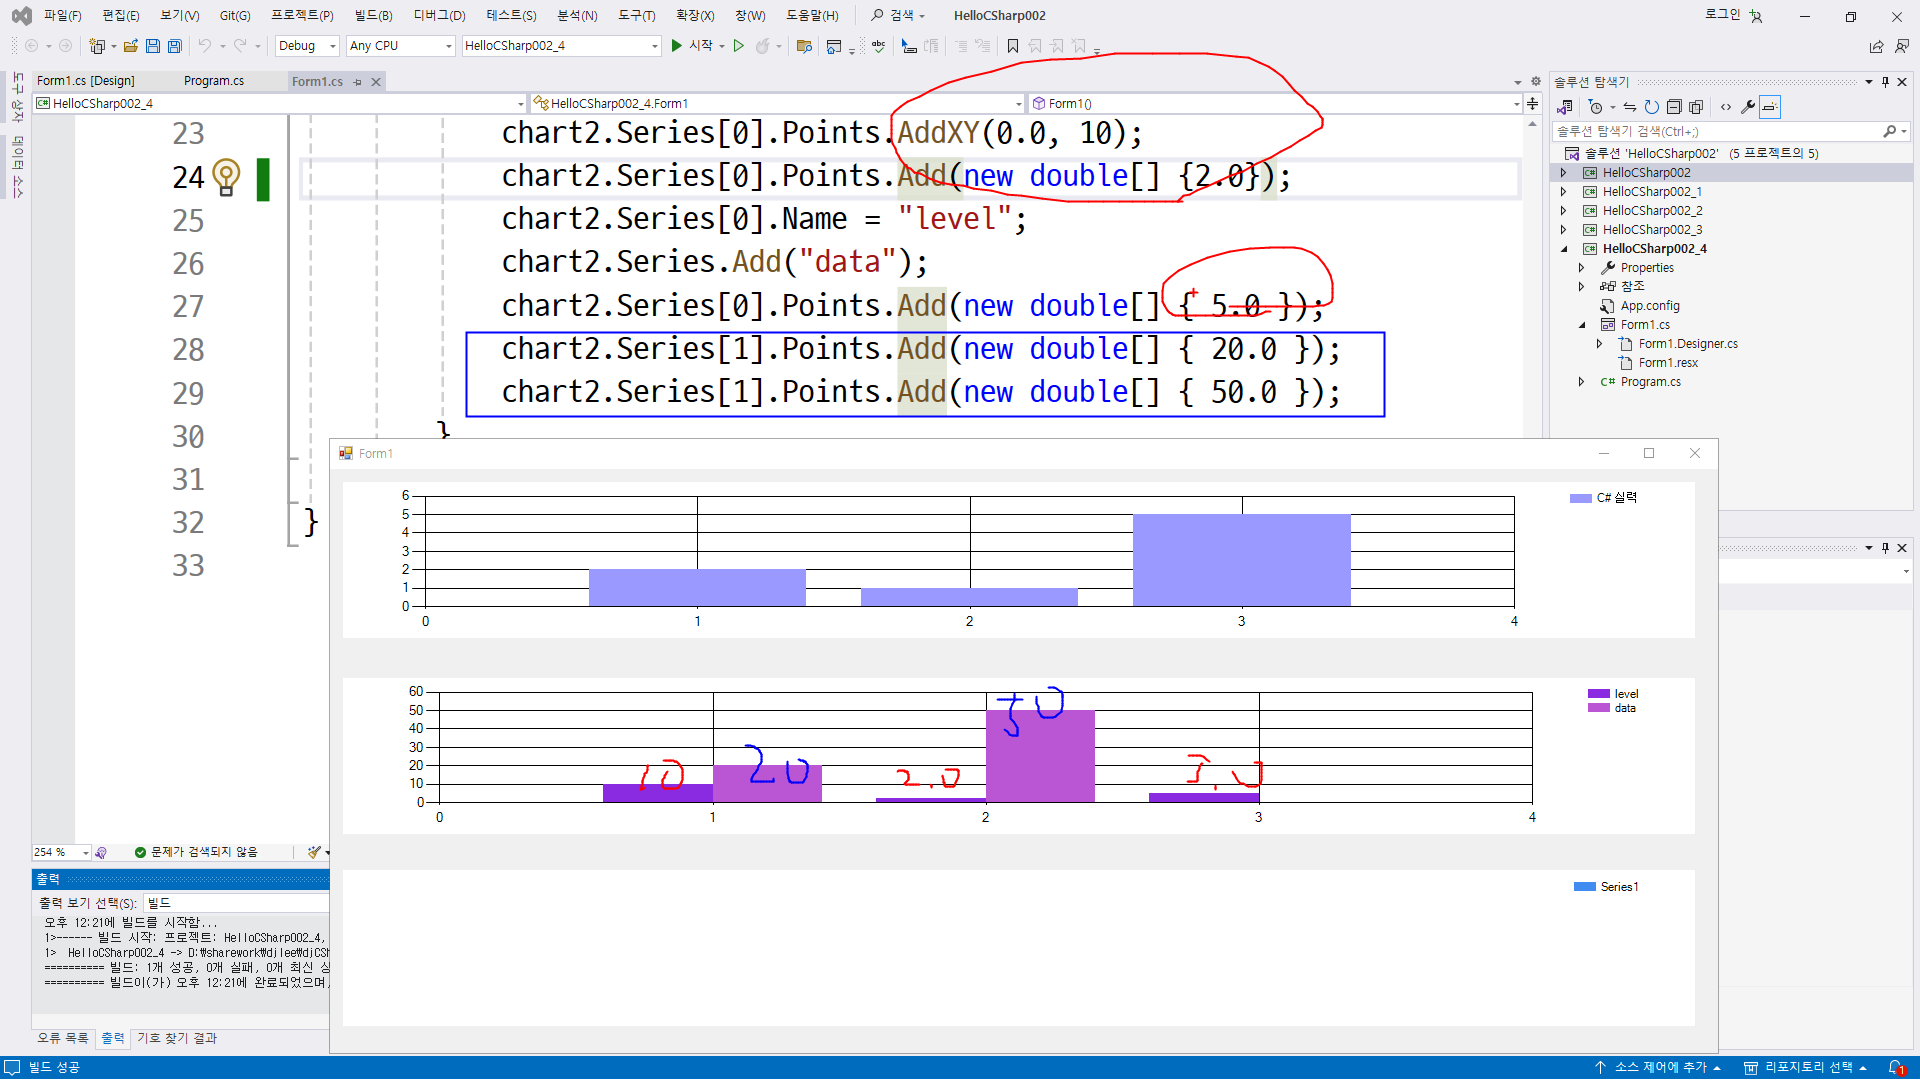 파일(F) 편집(E) 보기(V) Git(G) 프로젝트(P) 빌드(B) 디버그(D) 테스트(S) 분석(N) 도구(T) 확장(X) 창(W) 도움말(H) 검색 HelloCSharp002 로그인
Debug Any CPU HelloCSharp002_4 시작
Form1.cs [Design] Program.cs Form1.cs
HelloCSharp002_4 HelloCSharp002_4.Form1 Form1()
도구 상자
데이터 소스
23 chart2.Series[0].Points.AddXY(0.0, 10);
24 chart2.Series[0].Points.Add(new double[] {2.0});
25 chart2.Series[0].Name = "level";
26 chart2.Series.Add("data");
27 chart2.Series[0].Points.Add(new double[] { 5.0 });
28 chart2.Series[1].Points.Add(new double[] { 20.0 });
29 chart2.Series[1].Points.Add(new double[] { 50.0 });
30 }
31
32 }
33
솔루션 탐색기
솔루션 탐색기 검색(Ctrl+;)
솔루션 'HelloCSharp002' (5 프로젝트의 5)
HelloCSharp002
HelloCSharp002_1
HelloCSharp002_2
HelloCSharp002_3
HelloCSharp002_4
Properties
참조
App.config
Form1.cs
Form1.Designer.cs
Form1.resx
Program.cs
Form1
6
5
4
3
2
1
0
0 1 2 3 4
C# 실력
60
50
40
30
20
10
0
0 1 2 3 4
level
data
10 20 2.0 50 5.0
Series1
254 % 문제가 검색되지 않음
출력
출력 보기 선택(S): 빌드
오후 12:21에 빌드를 시작함...
1>------ 빌드 시작: 프로젝트: HelloCSharp002_4,
1> HelloCSharp002_4 -> D:\sharework\djlee\djCSh
========== 빌드: 1개 성공, 0개 실패, 0개 최신 상
========== 빌드이(가) 오후 12:21에 완료되었으며,
오류 목록 출력 기호 찾기 결과
빌드 성공 소스 제어에 추가 리포지토리 선택 1